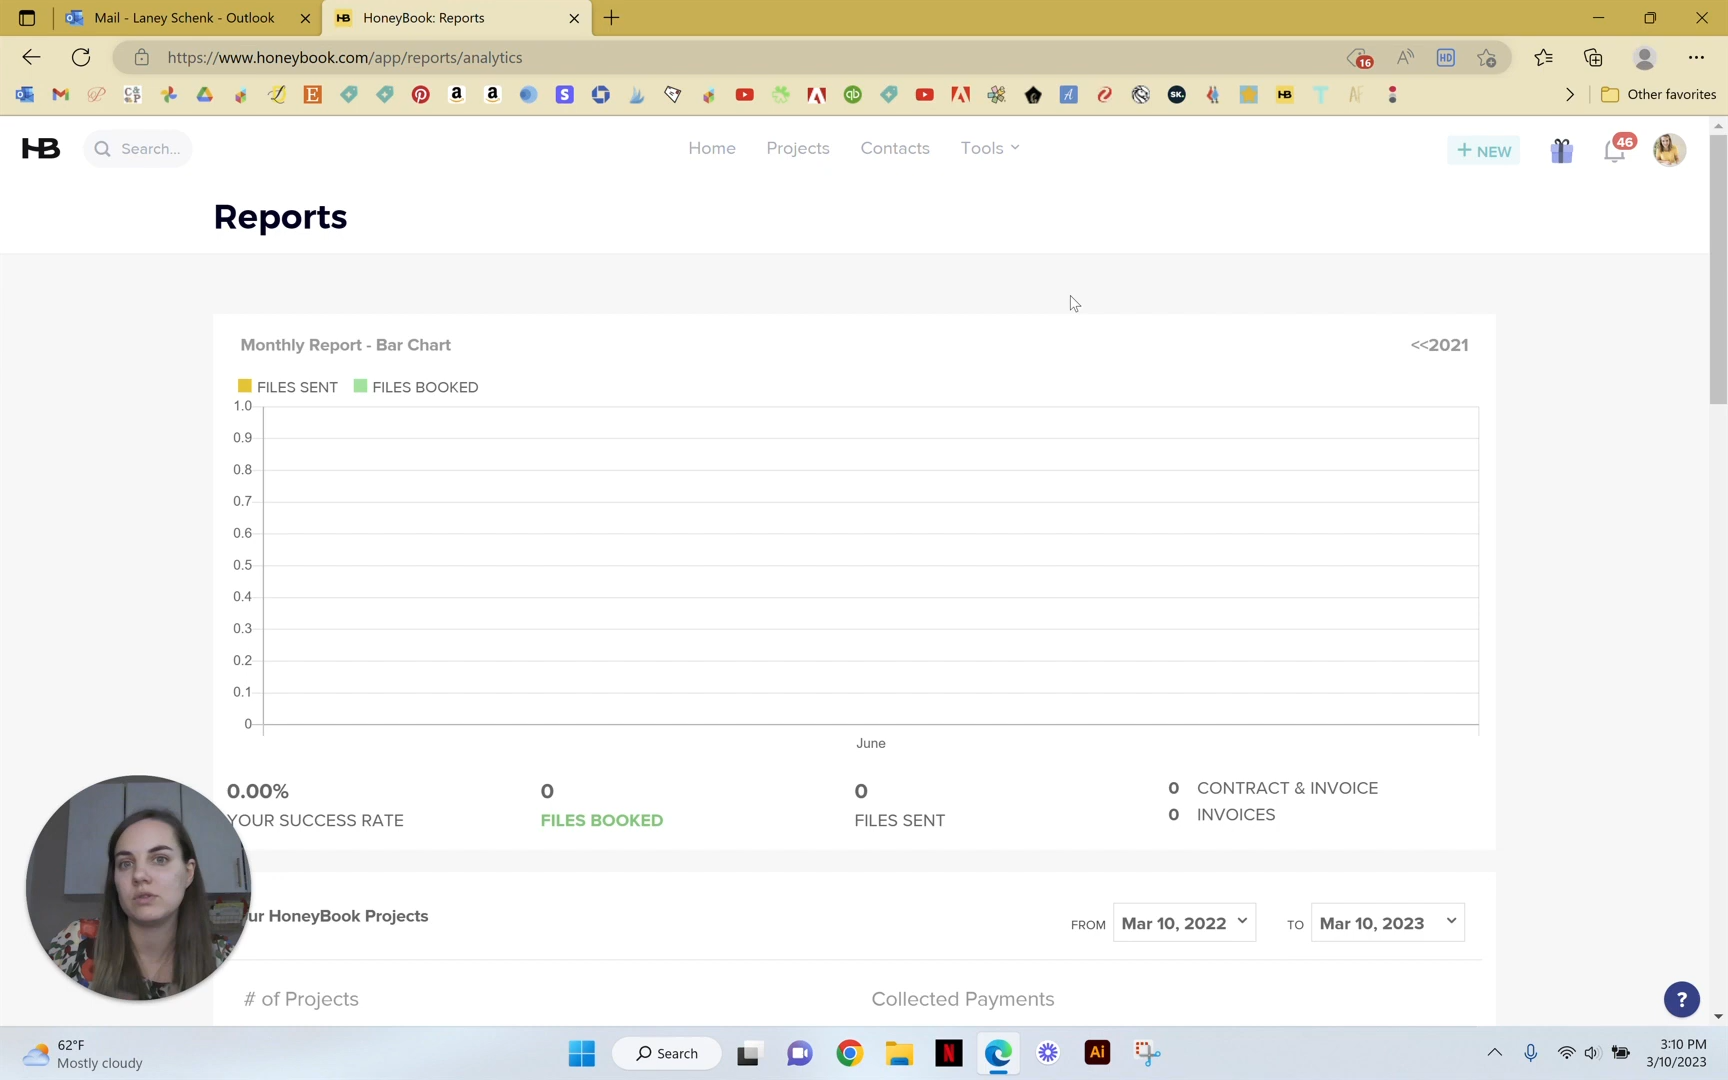 Mail - Laney Schenk - Outlook
HoneyBook: Reports
https://www.honeybook.com/app/reports/analytics
16
HD
Other favorites
HB
Search...
Home
Projects
Contacts
Tools
+ NEW
46
Reports
Monthly Report - Bar Chart
<<2021
FILES SENT
FILES BOOKED
1.0
0.9
0.8
0.7
0.6
0.5
0.4
0.3
0.2
0.1
0
June
0.00%
YOUR SUCCESS RATE
0
FILES BOOKED
0
FILES SENT
0 CONTRACT & INVOICE
0 INVOICES
ur HoneyBook Projects
FROM Mar 10, 2022
TO Mar 10, 2023
# of Projects
Collected Payments
?
62°F
Mostly cloudy
Search
Ai
3:10 PM
3/10/2023